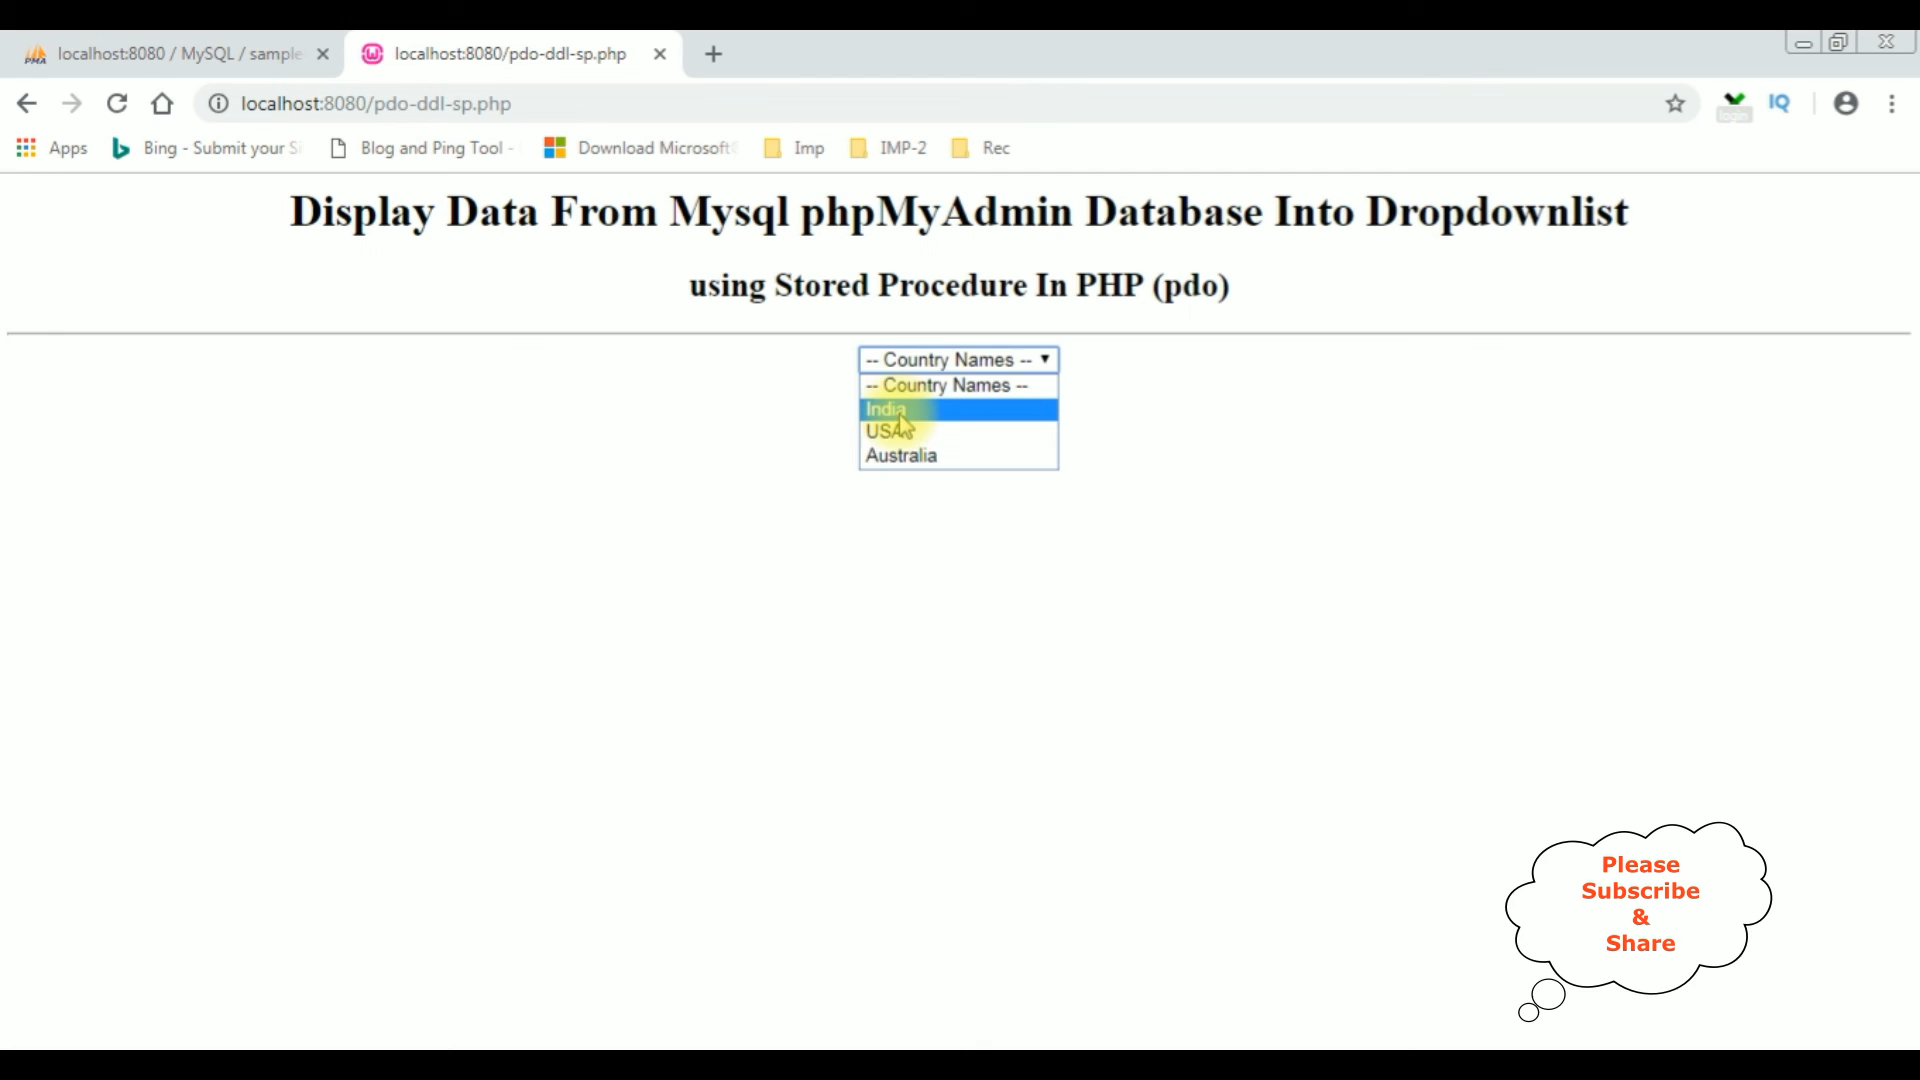 localhost:8080 / MySQL / sample
localhost:8080/pdo-ddl-sp.php
localhost:8080/pdo-ddl-sp.php
login
IQ
Apps
Bing - Submit your Si
Blog and Ping Tool -
Download Microsoft
Imp
IMP-2
Rec
Display Data From Mysql phpMyAdmin Database Into Dropdownlist
using Stored Procedure In PHP (pdo)
-- Country Names --
-- Country Names --
India
USA
Australia
Please
Subscribe
&
Share